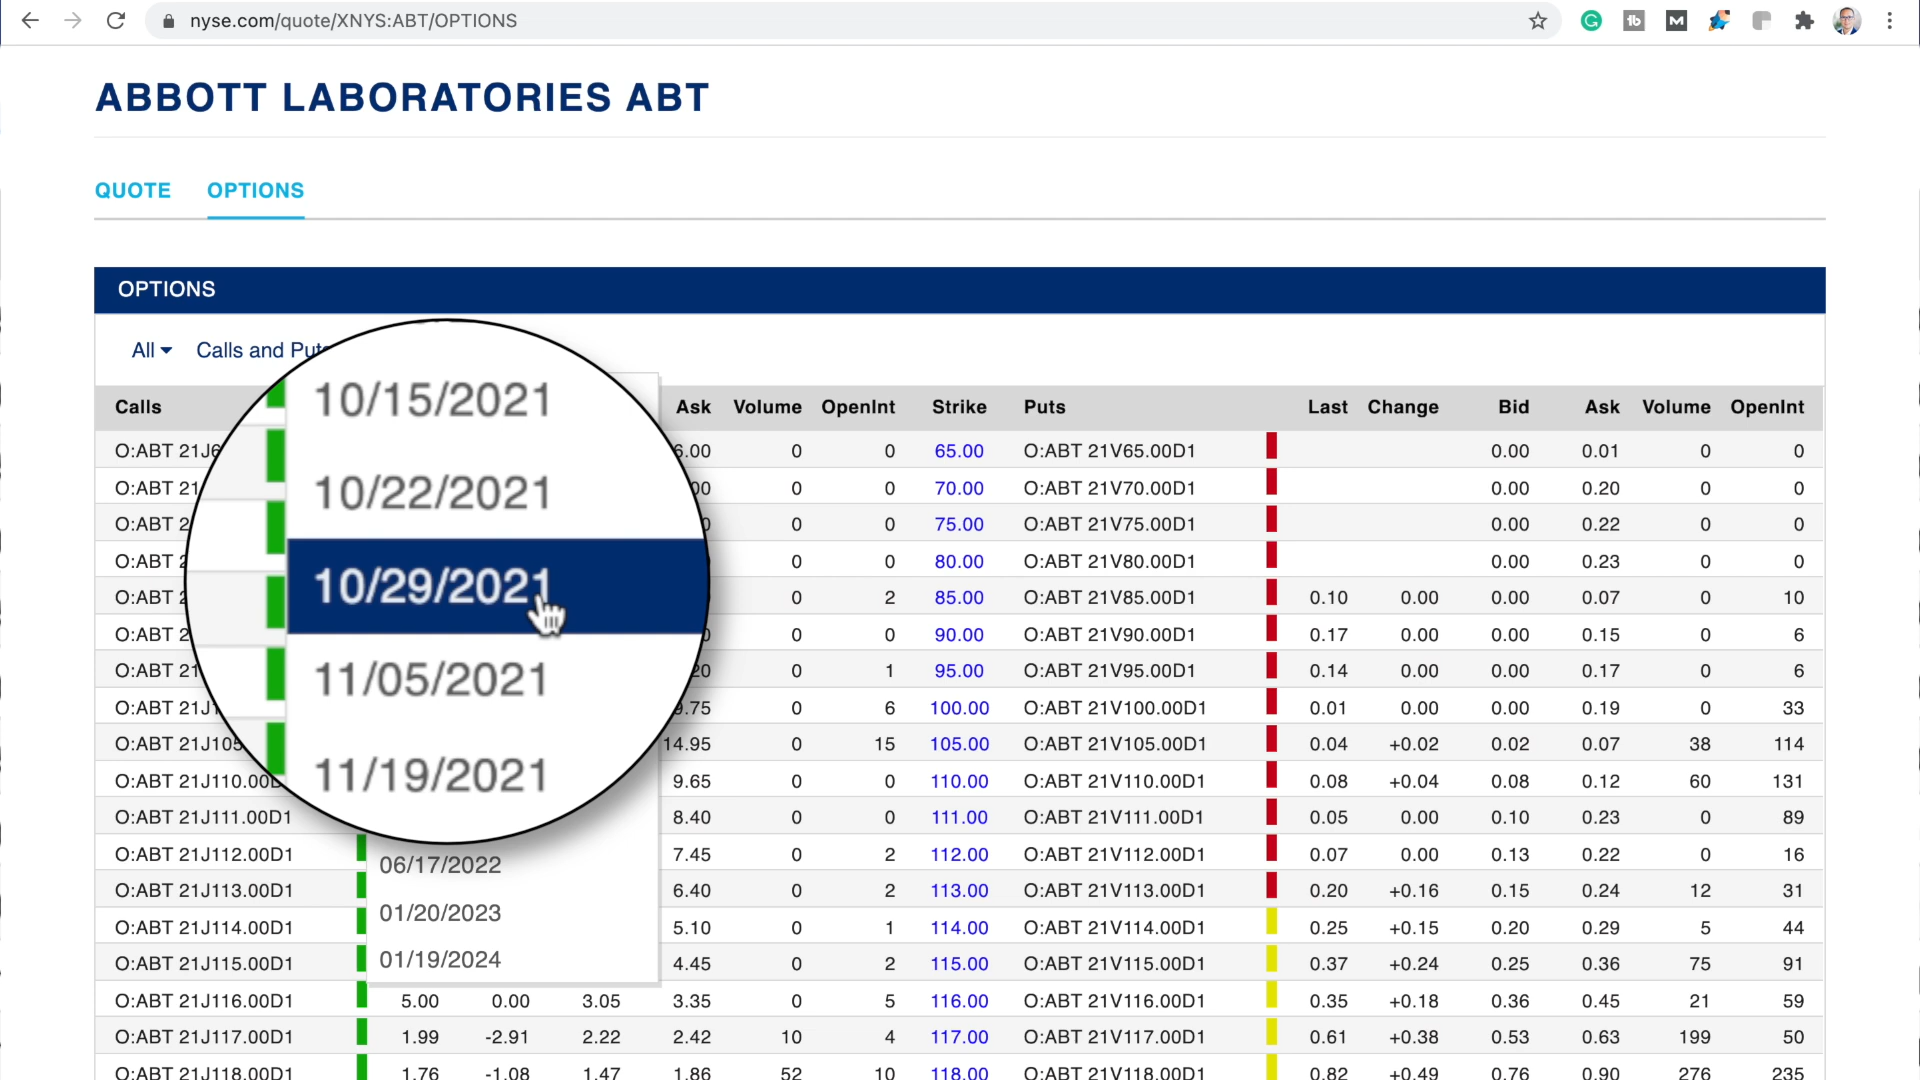 nyse.com/quote/XNYS:ABT/OPTIONS
ABBOTT LABORATORIES ABT
QUOTE OPTIONS
OPTIONS
All Calls and Puts
10/15/2021
10/22/2021
10/29/2021
11/05/2021
11/19/2021
06/17/2022
01/20/2023
01/19/2024
Calls Ask Volume OpenInt Strike Puts Last Change Bid Ask Volume OpenInt
O:ABT 0 0 65.00 O:ABT 21V65.00D1 0.00 0.01 0 0
O:ABT 0 0 70.00 O:ABT 21V70.00D1 0.00 0.20 0 0
O:ABT 0 0 75.00 O:ABT 21V75.00D1 0.00 0.22 0 0
O:ABT 0 0 80.00 O:ABT 21V80.00D1 0.00 0.23 0 0
O:ABT 0 2 85.00 O:ABT 21V85.00D1 0.10 0.00 0.00 0.07 0 10
O:ABT 0 0 90.00 O:ABT 21V90.00D1 0.17 0.00 0.00 0.15 0 6
O:ABT 0 1 95.00 O:ABT 21V95.00D1 0.14 0.00 0.00 0.17 0 6
O:ABT 0 6 100.00 O:ABT 21V100.00D1 0.01 0.00 0.00 0.19 0 33
O:ABT 21J105 14.95 0 15 105.00 O:ABT 21V105.00D1 0.04 +0.02 0.02 0.07 38 114
O:ABT 21J110.00D 9.65 0 0 110.00 O:ABT 21V110.00D1 0.08 +0.04 0.08 0.12 60 131
O:ABT 21J111.00D1 8.40 0 0 111.00 O:ABT 21V111.00D1 0.05 0.00 0.10 0.23 0 89
O:ABT 21J112.00D1 7.45 0 2 112.00 O:ABT 21V112.00D1 0.07 0.00 0.13 0.22 0 16
O:ABT 21J113.00D1 6.40 0 2 113.00 O:ABT 21V113.00D1 0.20 +0.16 0.15 0.24 12 31
O:ABT 21J114.00D1 5.10 0 1 114.00 O:ABT 21V114.00D1 0.25 +0.15 0.20 0.29 5 44
O:ABT 21J115.00D1 4.45 0 2 115.00 O:ABT 21V115.00D1 0.37 +0.24 0.25 0.36 75 91
O:ABT 21J116.00D1 5.00 0.00 3.05 3.35 0 5 116.00 O:ABT 21V116.00D1 0.35 +0.18 0.36 0.45 21 59
O:ABT 21J117.00D1 1.99 -2.91 2.22 2.42 10 4 117.00 O:ABT 21V117.00D1 0.61 +0.38 0.53 0.63 199 50
O:ABT 21J118.00D1 1.76 -1.08 1.47 1.86 52 10 118.00 O:ABT 21V118.00D1 0.82 +0.49 0.76 0.90 276 235